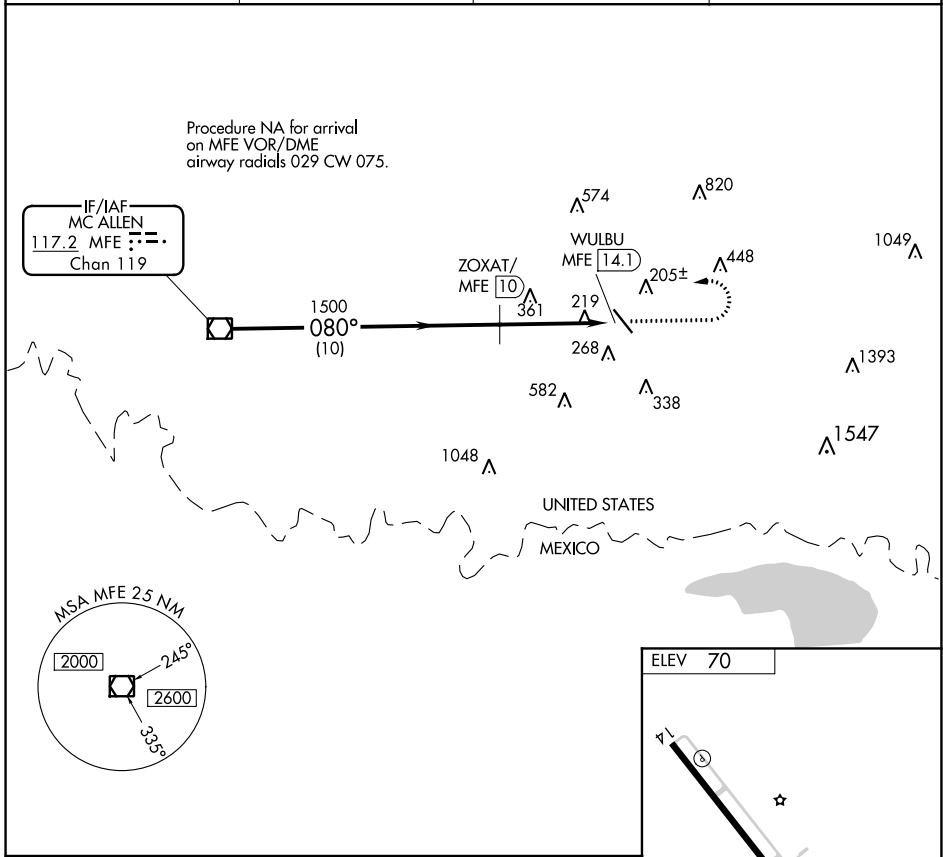 Procedure NA for arrival
on MFE VOR/DME
airway radials 029 CW 075.
IF/IAF
MC ALLEN
117.2 MFE
Chan 119
1500
080°
(10)
ZOXAT/
MFE 10
361
574
820
WULBU
MFE 14.1
219
205±
448
1049
268
582
338
1393
1547
1048
UNITED STATES
MEXICO
MSA MFE 25 NM
2000
245°
2600
335°
ELEV 70
14
P